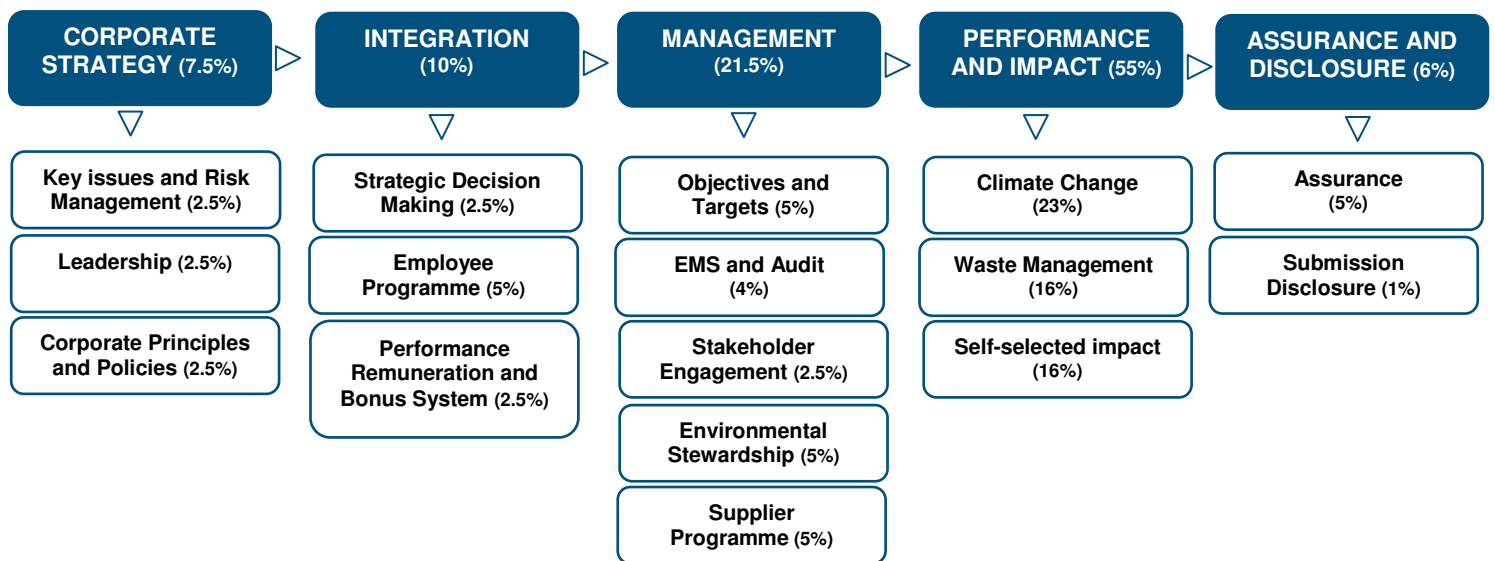 CORPORATE
STRATEGY (7.5%)
Key issues and Risk
Management (2.5%)
Leadership (2.5%)
Corporate Principles
and Policies (2.5%)
INTEGRATION
(10%)
Strategic Decision
Making (2.5%)
Employee
Programme (5%)
Performance
Remuneration and
Bonus System (2.5%)
MANAGEMENT
(21.5%)
Objectives and
Targets (5%)
EMS and Audit
(4%)
Stakeholder
Engagement (2.5%)
Environmental
Stewardship (5%)
Supplier
Programme (5%)
PERFORMANCE
AND IMPACT (55%)
Climate Change
(23%)
Waste Management
(16%)
Self-selected impact
(16%)
ASSURANCE AND
DISCLOSURE (6%)
Assurance
(5%)
Submission
Disclosure (1%)